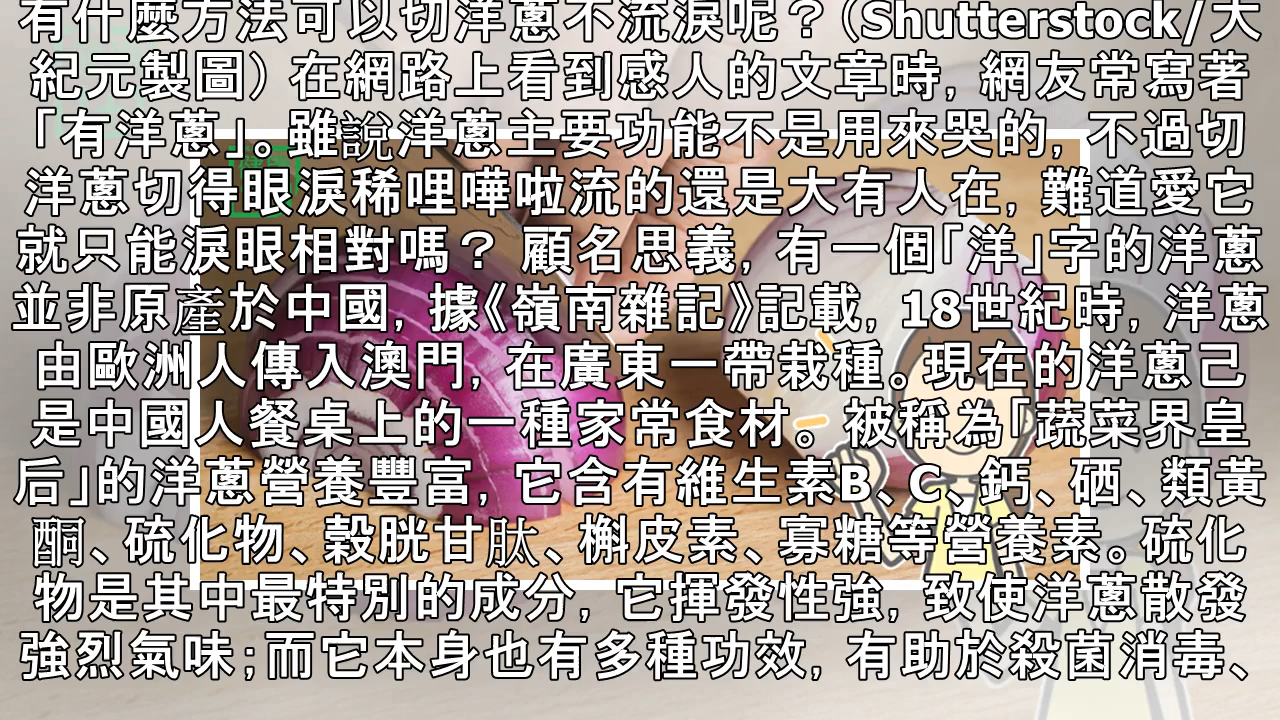 有什麼方法可以切洋蔥不流淚呢？（Shutterstock/大
紀元製圖） 在網路上看到感人的文章時，網友常寫著
「有洋蔥」。雖說洋蔥主要功能不是用來哭的，不過切
洋蔥切得眼淚稀哩嘩啦流的還是大有人在，難道愛它
就只能淚眼相對嗎？ 顧名思義，有一個「洋」字的洋蔥
並非原產於中國，據《嶺南雜記》記載，18世紀時，洋蔥
由歐洲人傳入澳門，在廣東一帶栽種。現在的洋蔥己
是中國人餐桌上的一種家常食材。 被稱為「蔬菜界皇
后」的洋蔥營養豐富，它含有維生素B、C、鈣、硒、類黃
酮、硫化物、穀胱甘肽、槲皮素、寡糖等營養素。硫化
物是其中最特別的成分，它揮發性強，致使洋蔥散發
強烈氣味；而它本身也有多種功效，有助於殺菌消毒、